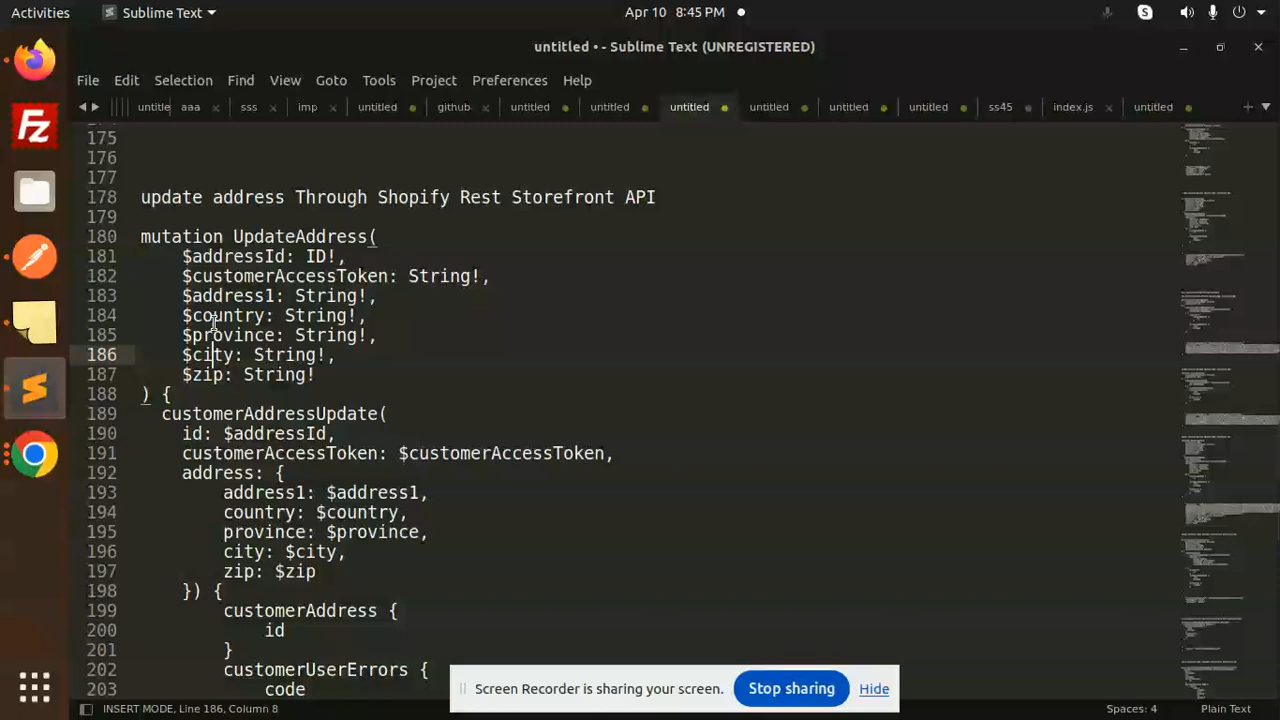 Activities Sublime Text Apr 10 8:45 PM
untitled • - Sublime Text (UNREGISTERED)
File Edit Selection Find View Goto Tools Project Preferences Help
untitle aaa sss imp untitled github untitled untitled untitled untitled untitled untitled ss45 index.js untitled
175
176
177
178 update address Through Shopify Rest Storefront API
179
180 mutation UpdateAddress(
181 $addressId: ID!,
182 $customerAccessToken: String!,
183 $address1: String!,
184 $country: String!,
185 $province: String!,
186 $city: String!,
187 $zip: String!
188 ) {
189 customerAddressUpdate(
190 id: $addressId,
191 customerAccessToken: $customerAccessToken,
192 address: {
193 address1: $address1,
194 country: $country,
195 province: $province,
196 city: $city,
197 zip: $zip
198 }) {
199 customerAddress {
200 id
201 }
202 customerUserErrors {
203 code
Screen Recorder is sharing your screen. Stop sharing Hide
INSERT MODE, Line 186, Column 8 Spaces: 4 Plain Text